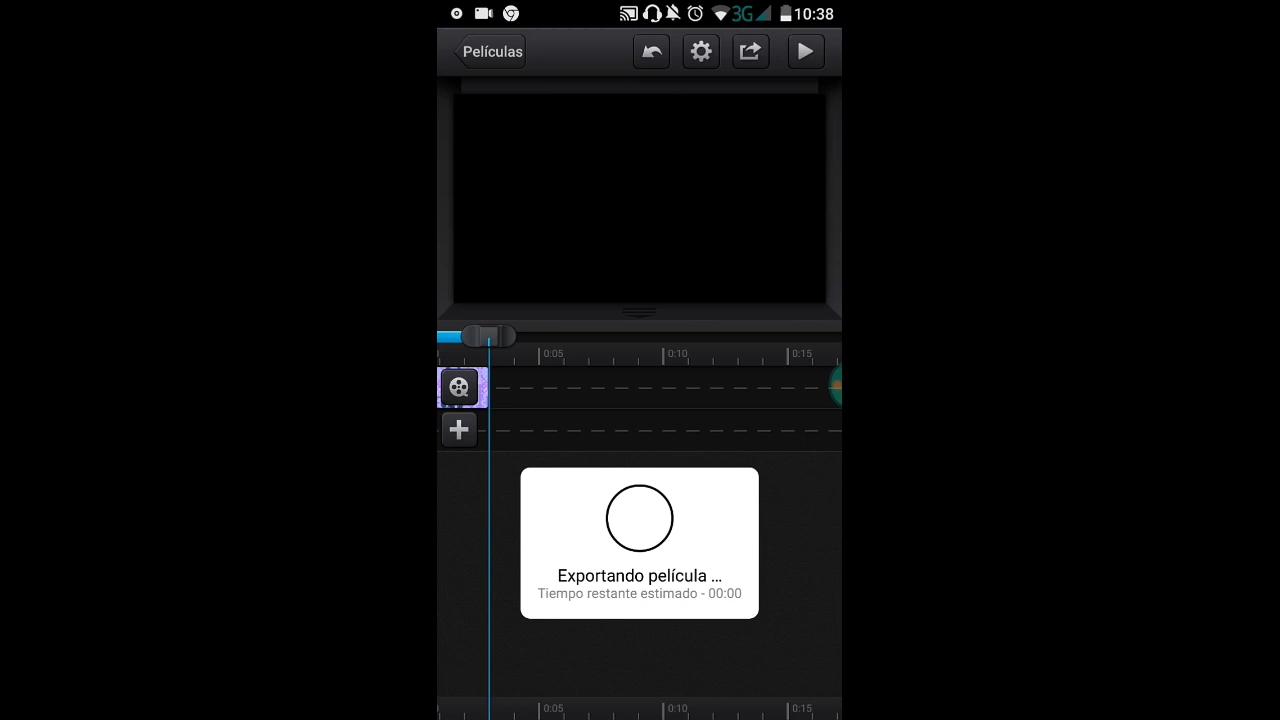 3G 10:38
Películas
0:05 0:10 0:15
Exportando película ...
Tiempo restante estimado - 00:00
0:05 0:10 0:15